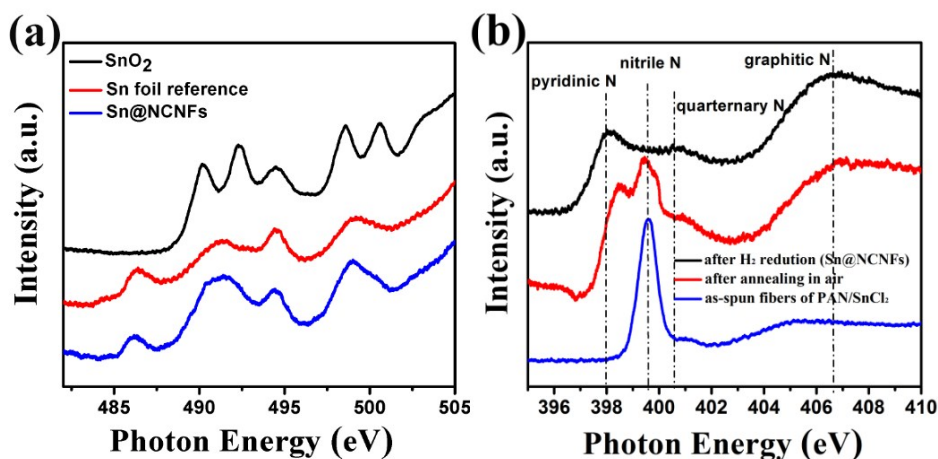 (a)
SnO2
Sn foil reference
Sn@NCNFs
Intensity (a.u.)
485 490 495 500 505
Photon Energy (eV)
(b)
graphitic N
nitrile N
pyridinic N
quarternary N
after H2 redution (Sn@NCNFs)
after annealing in air
as-spun fibers of PAN/SnCl2
Intensity (a.u.)
396 398 400 402 404 406 408 410
Photon Energy (eV)